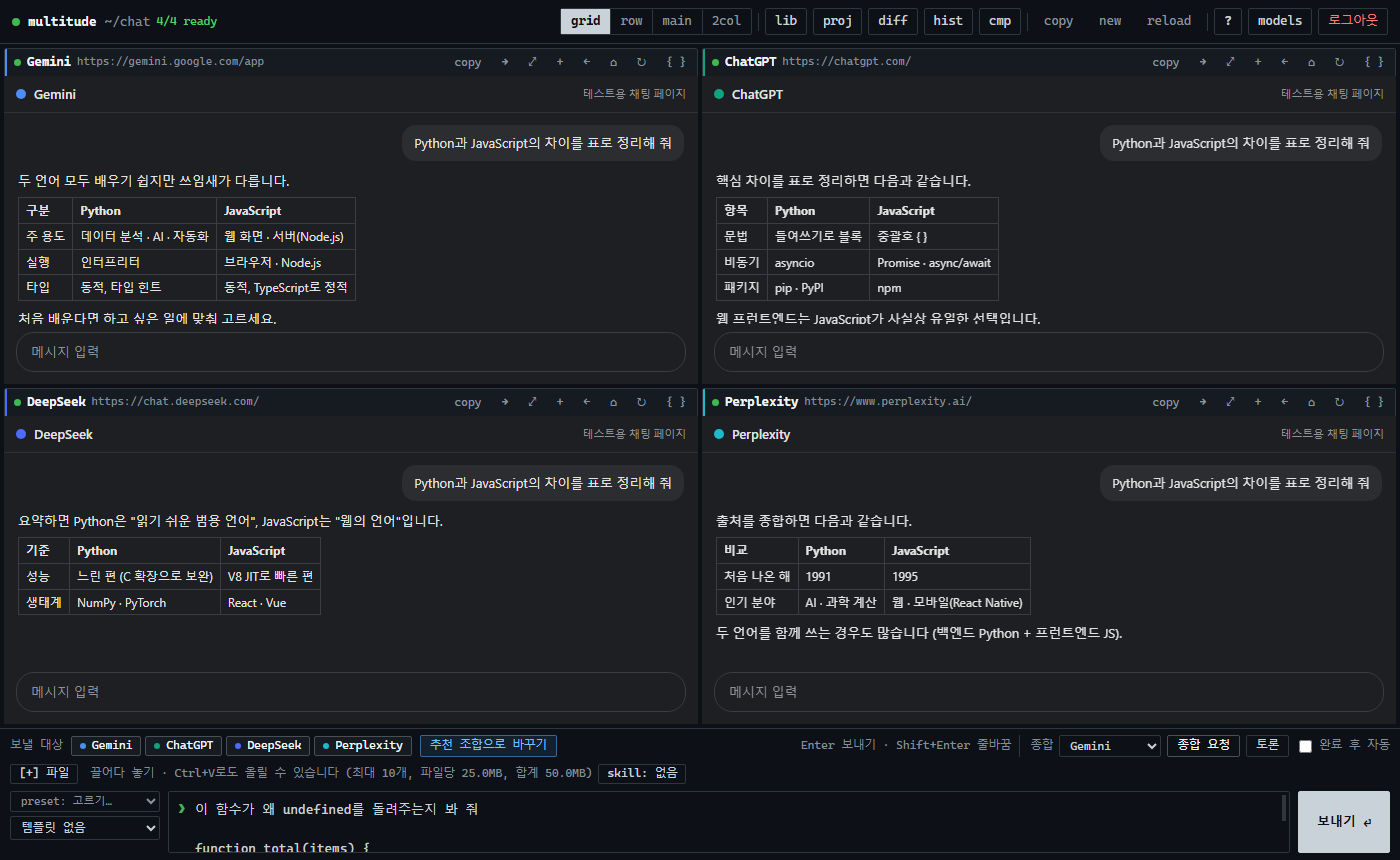 multitude ~/chat 4/4 ready
grid row main 2col lib proj diff hist cmp copy new reload ? models 로그아웃
Gemini https://gemini.google.com/app copy → ⤢ + ← ⌂ ↻ { }
Gemini 테스트용 채팅 페이지
Python과 JavaScript의 차이를 표로 정리해 줘
두 언어 모두 배우기 쉽지만 쓰임새가 다릅니다.
구분 Python JavaScript
주 용도 데이터 분석 · AI · 자동화 웹 화면 · 서버(Node.js)
실행 인터프리터 브라우저 · Node.js
타입 동적, 타입 힌트 동적, TypeScript로 정적
처음 배운다면 하고 싶은 일에 맞춰 고르세요.
메시지 입력
ChatGPT https://chatgpt.com/ copy → ⤢ + ← ⌂ ↻ { }
ChatGPT 테스트용 채팅 페이지
Python과 JavaScript의 차이를 표로 정리해 줘
핵심 차이를 표로 정리하면 다음과 같습니다.
항목 Python JavaScript
문법 들여쓰기로 블록 중괄호 { }
비동기 asyncio Promise · async/await
패키지 pip · PyPI npm
웹 프런트엔드는 JavaScript가 사실상 유일한 선택입니다.
메시지 입력
DeepSeek https://chat.deepseek.com/ copy → ⤢ + ← ⌂ ↻ { }
DeepSeek 테스트용 채팅 페이지
Python과 JavaScript의 차이를 표로 정리해 줘
요약하면 Python은 "읽기 쉬운 범용 언어", JavaScript는 "웹의 언어"입니다.
기준 Python JavaScript
성능 느린 편 (C 확장으로 보완) V8 JIT로 빠른 편
생태계 NumPy · PyTorch React · Vue
메시지 입력
Perplexity https://www.perplexity.ai/ copy → ⤢ + ← ⌂ ↻ { }
Perplexity 테스트용 채팅 페이지
Python과 JavaScript의 차이를 표로 정리해 줘
출처를 종합하면 다음과 같습니다.
비교 Python JavaScript
처음 나온 해 1991 1995
인기 분야 AI · 과학 계산 웹 · 모바일(React Native)
두 언어를 함께 쓰는 경우도 많습니다 (백엔드 Python + 프런트엔드 JS).
메시지 입력
보낼 대상 Gemini ChatGPT DeepSeek Perplexity 추천 조합으로 바꾸기 Enter 보내기 · Shift+Enter 줄바꿈 종합 Gemini 종합 요청 토론 완료 후 자동
[+] 파일 끌어다 놓기 · Ctrl+V로도 올릴 수 있습니다 (최대 10개, 파일당 25.0MB, 합계 50.0MB) skill: 없음
preset: 고르기…
템플릿 없음
❯ 이 함수가 왜 undefined를 돌려주는지 봐 줘
function total(items) {
보내기 ↵